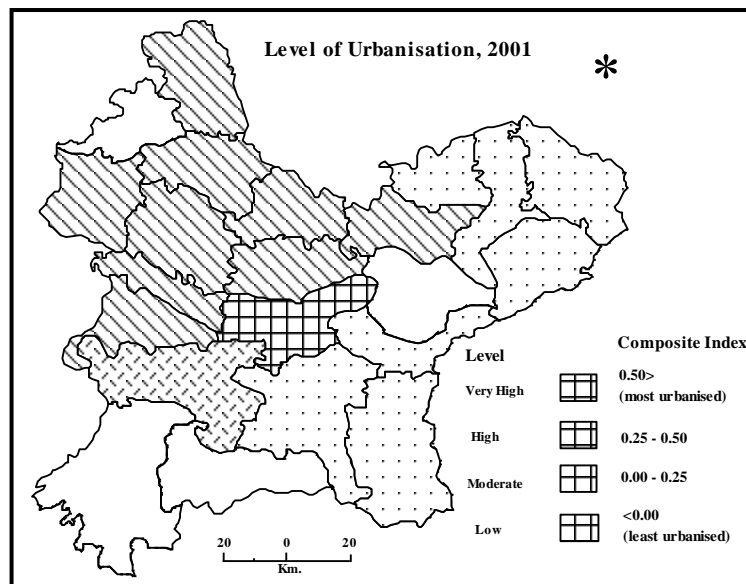 Level of Urbanisation, 2001
*
Level
Composite Index
Very High
0.50>
(most urbanised)
High
0.25 - 0.50
Moderate
0.00 - 0.25
Low
<0.00
(least urbanised)
20 0 20
Km.